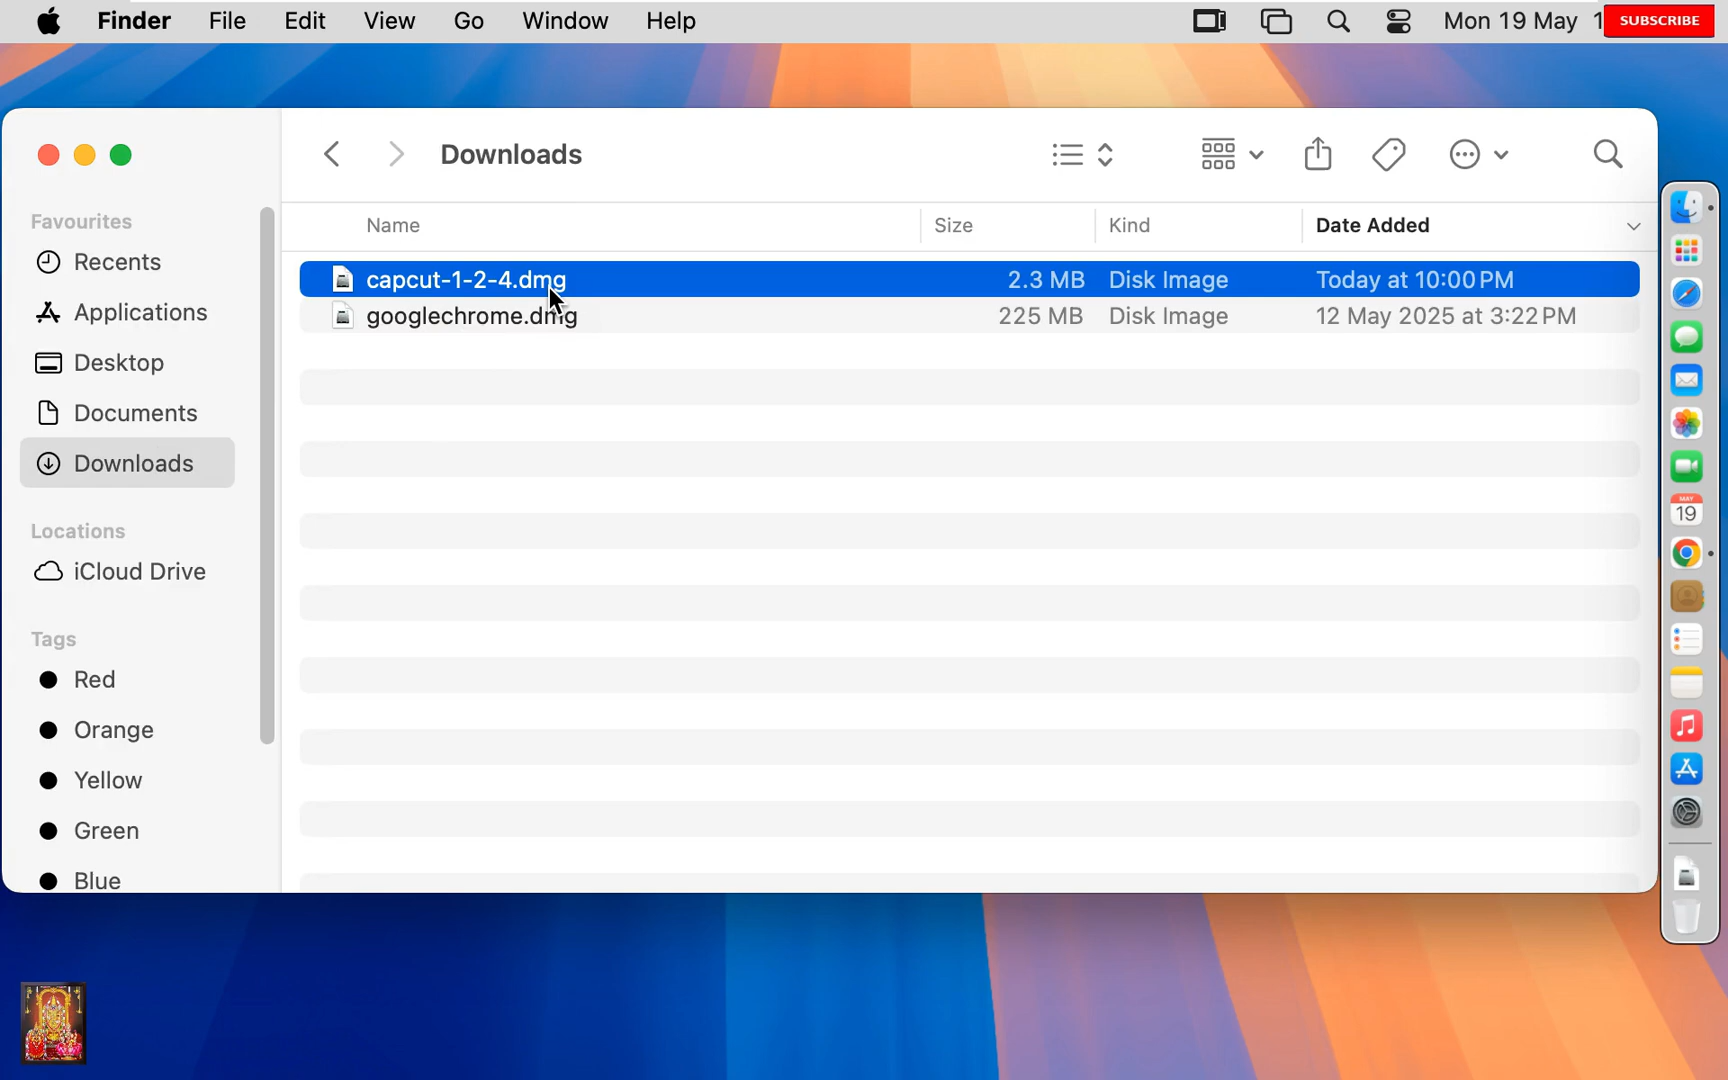 Finder File Edit View Go Window Help Mon 19 May 1 SUBSCRIBE
Downloads
Favourites
Recents
Applications
Desktop
Documents
Downloads
Locations
iCloud Drive
Tags
Red
Orange
Yellow
Green
Blue
Name Size Kind Date Added
capcut-1-2-4.dmg 2.3 MB Disk Image Today at 10:00 PM
googlechrome.dmg 225 MB Disk Image 12 May 2025 at 3:22 PM
MAY
19